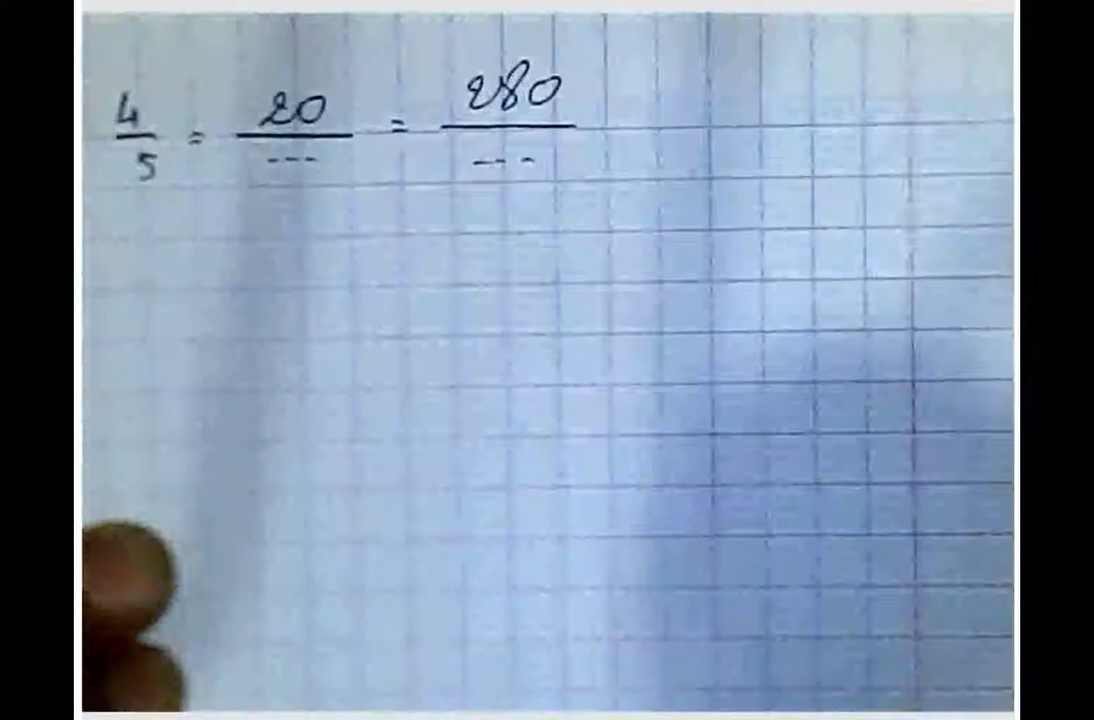 4/5 = 20/--- = 280/---